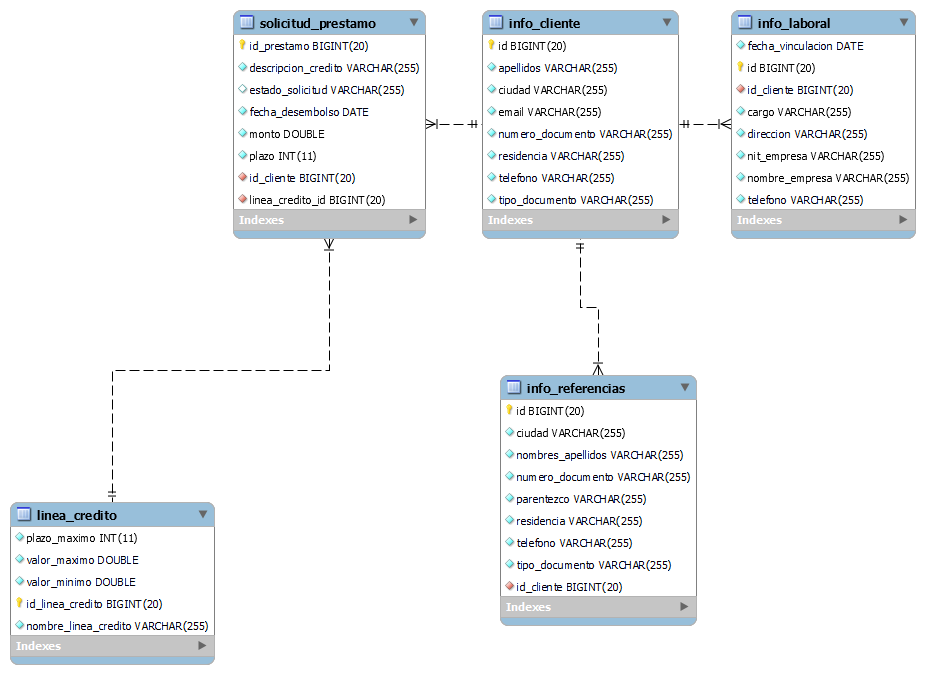 solicitud_prestamo
id_prestamo BIGINT(20)
descripcion_credito VARCHAR(255)
estado_solicitud VARCHAR(255)
fecha_desembolso DATE
monto DOUBLE
plazo INT(11)
id_cliente BIGINT(20)
linea_credito_id BIGINT(20)
Indexes
info_cliente
id BIGINT(20)
apellidos VARCHAR(255)
ciudad VARCHAR(255)
email VARCHAR(255)
numero_documento VARCHAR(255)
residencia VARCHAR(255)
telefono VARCHAR(255)
tipo_documento VARCHAR(255)
Indexes
info_laboral
fecha_vinculacion DATE
id BIGINT(20)
id_cliente BIGINT(20)
cargo VARCHAR(255)
direccion VARCHAR(255)
nit_empresa VARCHAR(255)
nombre_empresa VARCHAR(255)
telefono VARCHAR(255)
Indexes
info_referencias
id BIGINT(20)
ciudad VARCHAR(255)
nombres_apellidos VARCHAR(255)
numero_documento VARCHAR(255)
parentezco VARCHAR(255)
residencia VARCHAR(255)
telefono VARCHAR(255)
tipo_documento VARCHAR(255)
id_cliente BIGINT(20)
Indexes
linea_credito
plazo_maximo INT(11)
valor_maximo DOUBLE
valor_minimo DOUBLE
id_linea_credito BIGINT(20)
nombre_linea_credito VARCHAR(255)
Indexes